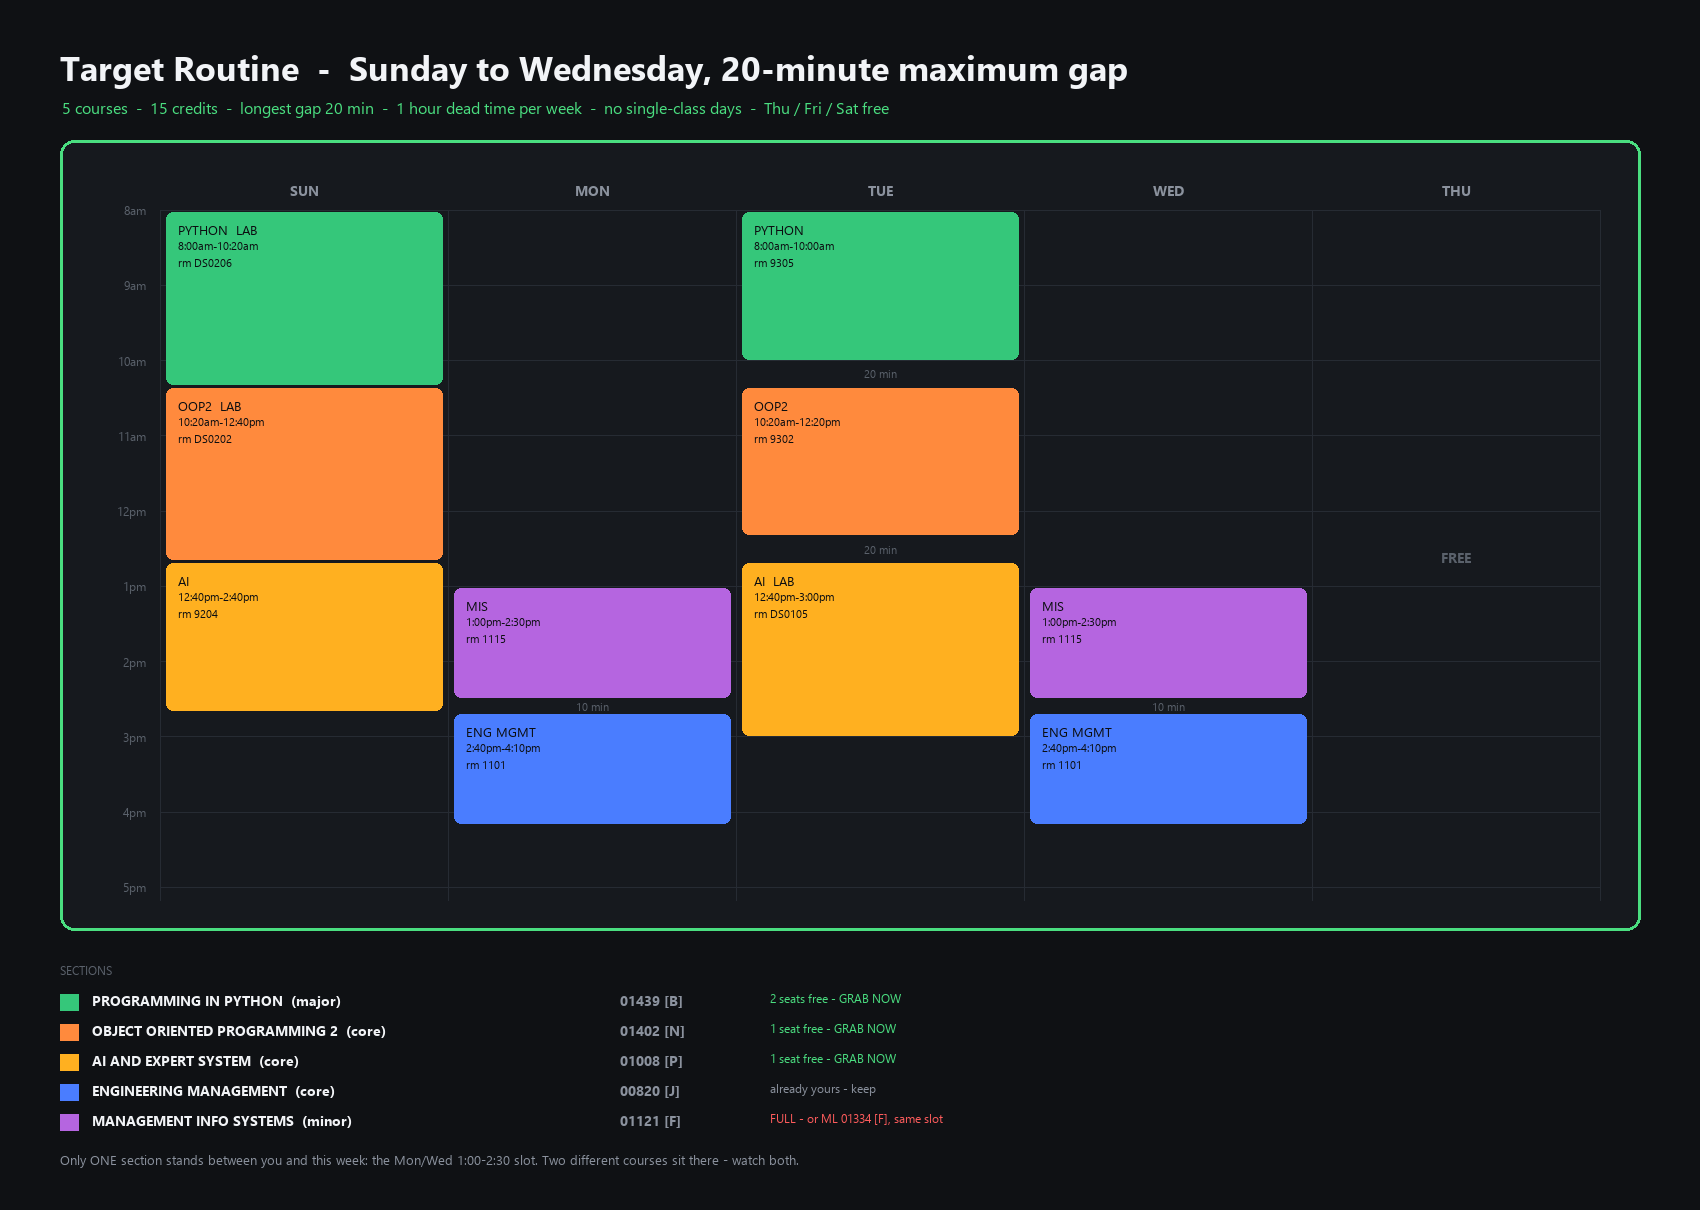 Target Routine - Sunday to Wednesday, 20-minute maximum gap
5 courses - 15 credits - longest gap 20 min - 1 hour dead time per week - no single-class days - Thu / Fri / Sat free
SUN MON TUE WED THU
8am
PYTHON LAB
8:00am-10:20am
rm DS0206
PYTHON
8:00am-10:00am
rm 9305
9am
10am
20 min
OOP2 LAB
10:20am-12:40pm
rm DS0202
OOP2
10:20am-12:20pm
rm 9302
11am
12pm
20 min
FREE
AI
12:40pm-2:40pm
rm 9204
AI LAB
12:40pm-3:00pm
rm DS0105
1pm
MIS
1:00pm-2:30pm
rm 1115
MIS
1:00pm-2:30pm
rm 1115
2pm
10 min
10 min
ENG MGMT
2:40pm-4:10pm
rm 1101
ENG MGMT
2:40pm-4:10pm
rm 1101
3pm
4pm
5pm
SECTIONS
PROGRAMMING IN PYTHON (major) 01439 [B] 2 seats free - GRAB NOW
OBJECT ORIENTED PROGRAMMING 2 (core) 01402 [N] 1 seat free - GRAB NOW
AI AND EXPERT SYSTEM (core) 01008 [P] 1 seat free - GRAB NOW
ENGINEERING MANAGEMENT (core) 00820 [J] already yours - keep
MANAGEMENT INFO SYSTEMS (minor) 01121 [F] FULL - or ML 01334 [F], same slot
Only ONE section stands between you and this week: the Mon/Wed 1:00-2:30 slot. Two different courses sit there - watch both.